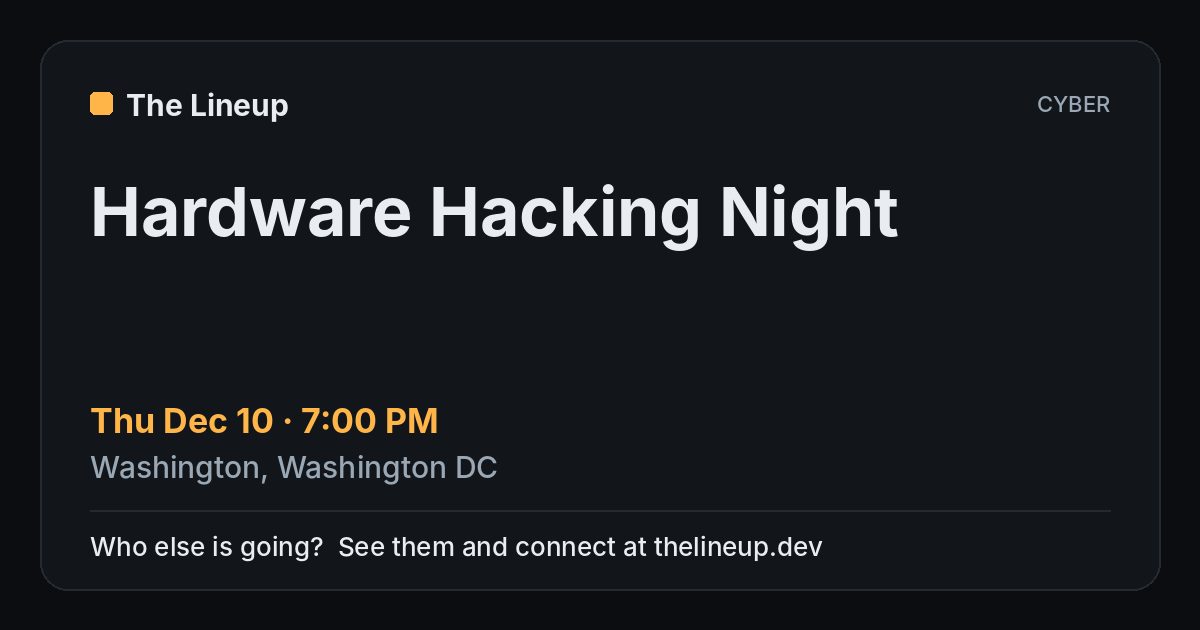 The Lineup
CYBER
Hardware Hacking Night
Thu Dec 10 · 7:00 PM
Washington, Washington DC
Who else is going? See them and connect at thelineup.dev